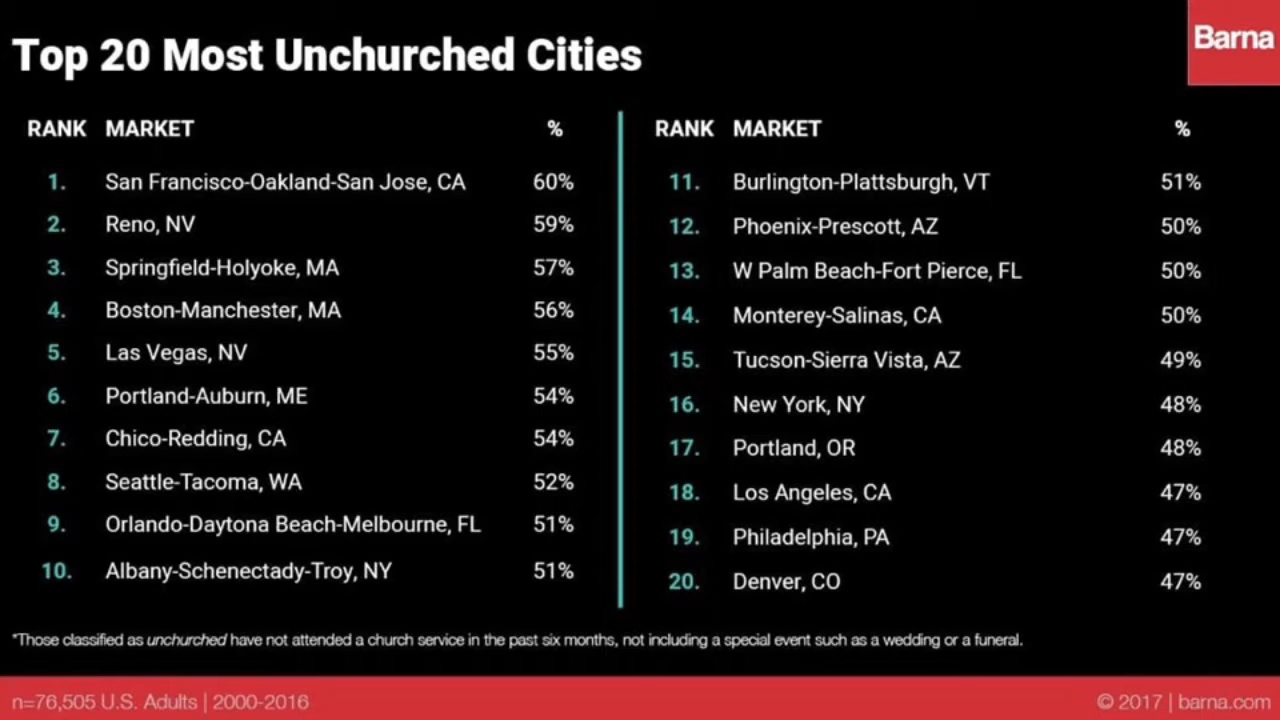 Barna
Top 20 Most Unchurched Cities
RANK MARKET %
1. San Francisco-Oakland-San Jose, CA 60%
2. Reno, NV 59%
3. Springfield-Holyoke, MA 57%
4. Boston-Manchester, MA 56%
5. Las Vegas, NV 55%
6. Portland-Auburn, ME 54%
7. Chico-Redding, CA 54%
8. Seattle-Tacoma, WA 52%
9. Orlando-Daytona Beach-Melbourne, FL 51%
10. Albany-Schenectady-Troy, NY 51%
RANK MARKET %
11. Burlington-Plattsburgh, VT 51%
12. Phoenix-Prescott, AZ 50%
13. W Palm Beach-Fort Pierce, FL 50%
14. Monterey-Salinas, CA 50%
15. Tucson-Sierra Vista, AZ 49%
16. New York, NY 48%
17. Portland, OR 48%
18. Los Angeles, CA 47%
19. Philadelphia, PA 47%
20. Denver, CO 47%
*Those classified as unchurched have not attended a church service in the past six months, not including a special event such as a wedding or a funeral.
n=76,505 U.S. Adults | 2000-2016
© 2017 | barna.com